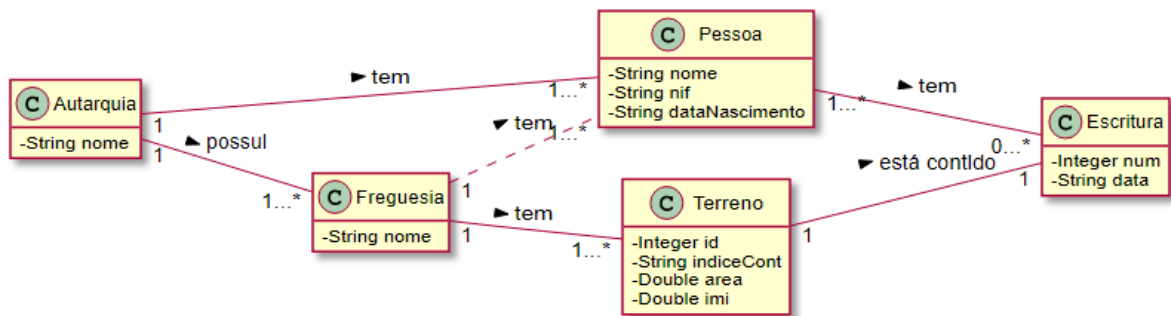 C Autarquia
-String nome
► tem
1
1...*
► possui
1
1...*
C Freguesia
-String nome
► tem
1
1...*
► tem
1
1...*
C Pessoa
-String nome
-String nif
-String dataNascimento
C Terreno
-Integer id
-String indiceCont
-Double area
-Double imi
► tem
1...*
0...*
► está contido
1
1
C Escritura
-Integer num
-String data